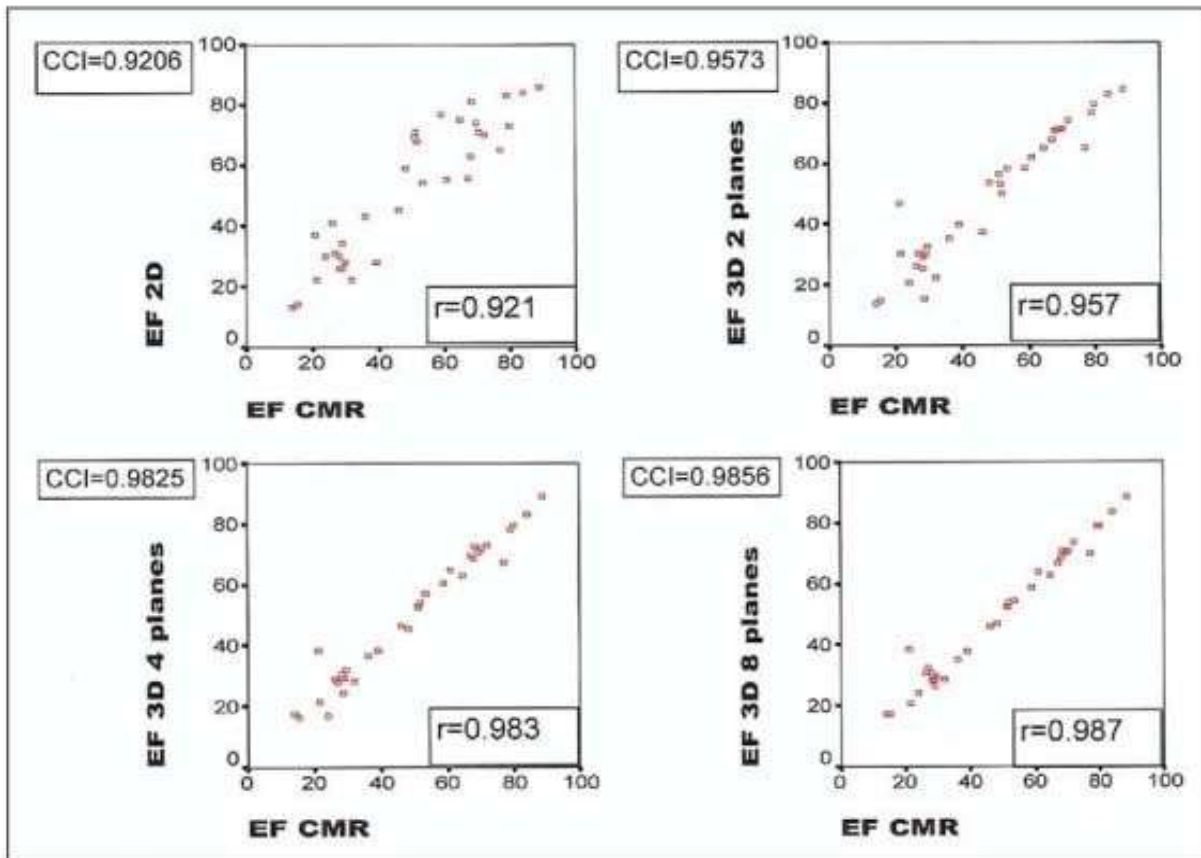 CCI=0.9206
100
80
60
40
20
0
EF 2D
r=0.921
0 20 40 60 80 100
EF CMR
CCI=0.9573
100
80
60
40
20
0
EF 3D 2 planes
r=0.957
0 20 40 60 80 100
EF CMR
CCI=0.9825
100
80
60
40
20
0
EF 3D 4 planes
r=0.983
0 20 40 60 80 100
EF CMR
CCI=0.9856
100
80
60
40
20
0
EF 3D 8 planes
r=0.987
0 20 40 60 80 100
EF CMR